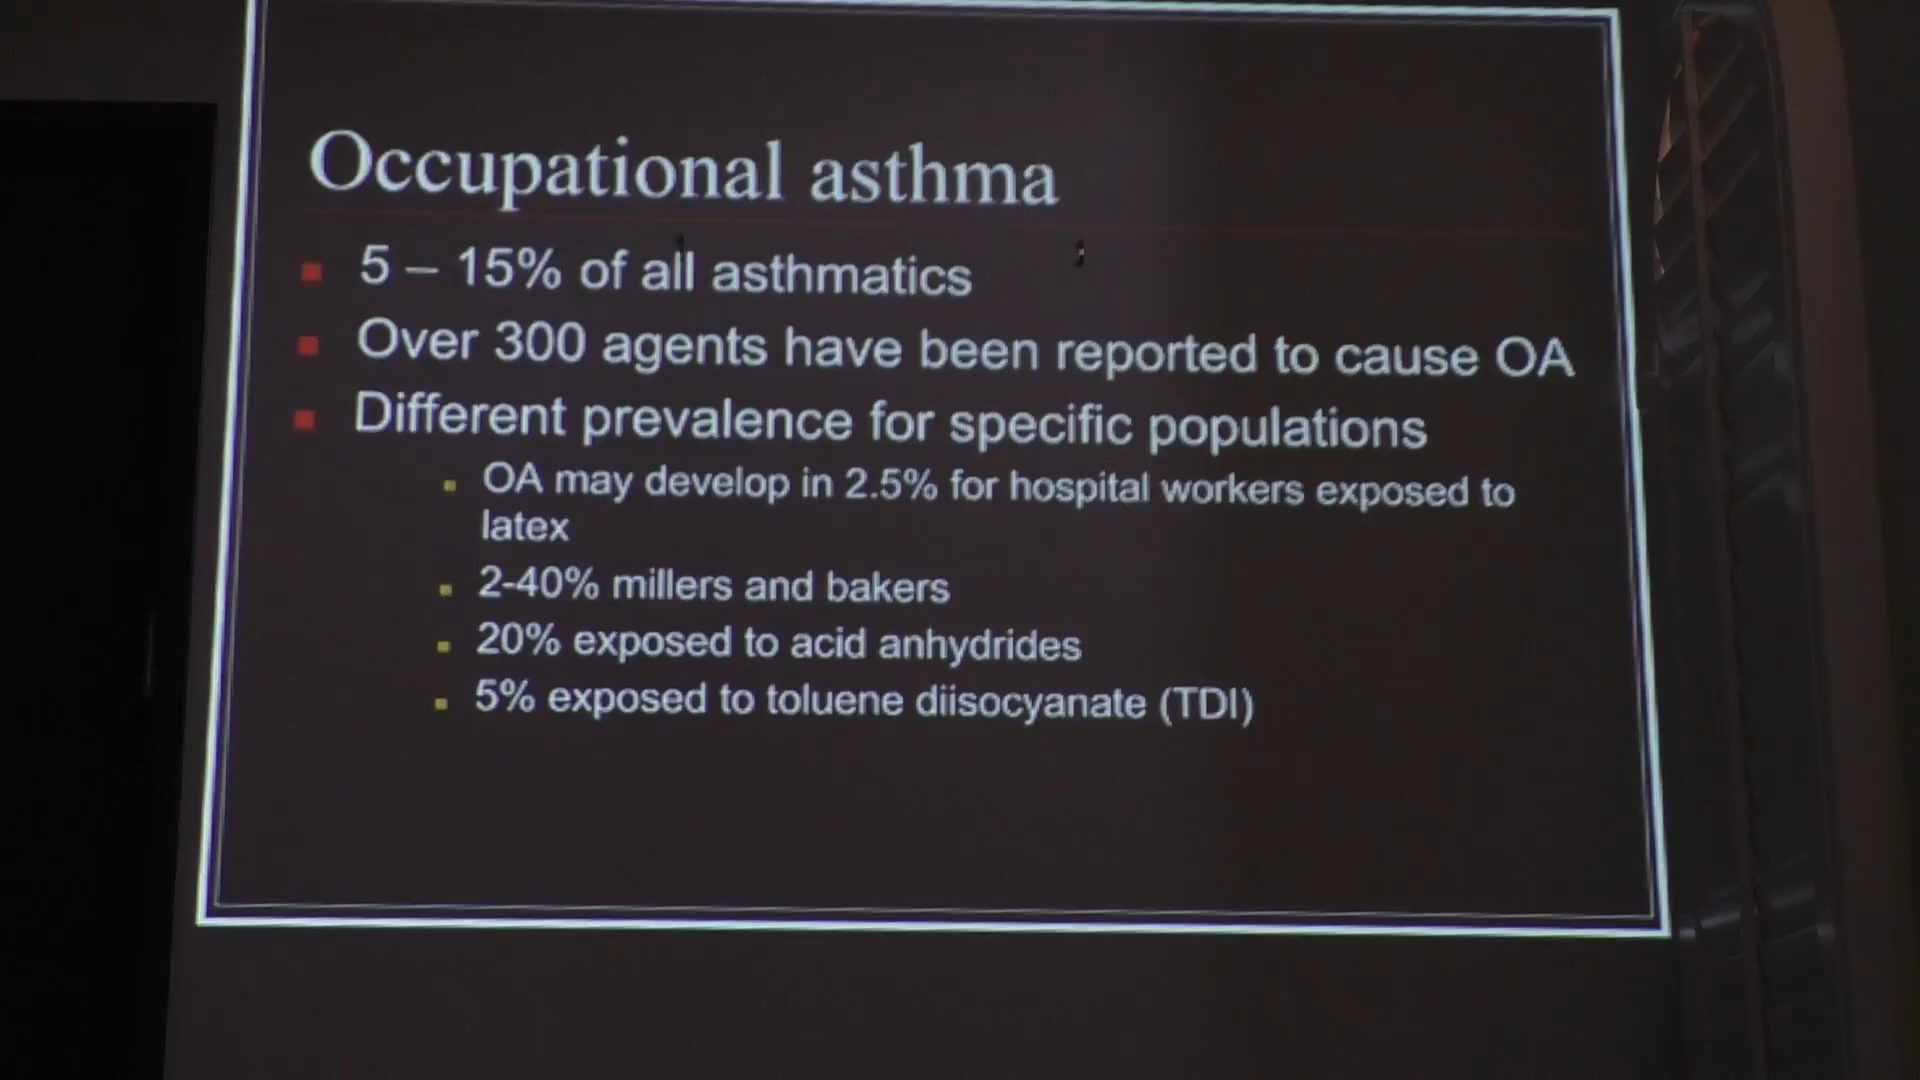 Occupational asthma
5 – 15% of all asthmatics
Over 300 agents have been reported to cause OA
Different prevalence for specific populations
OA may develop in 2.5% for hospital workers exposed to
latex
2-40% millers and bakers
20% exposed to acid anhydrides
5% exposed to toluene diisocyanate (TDI)